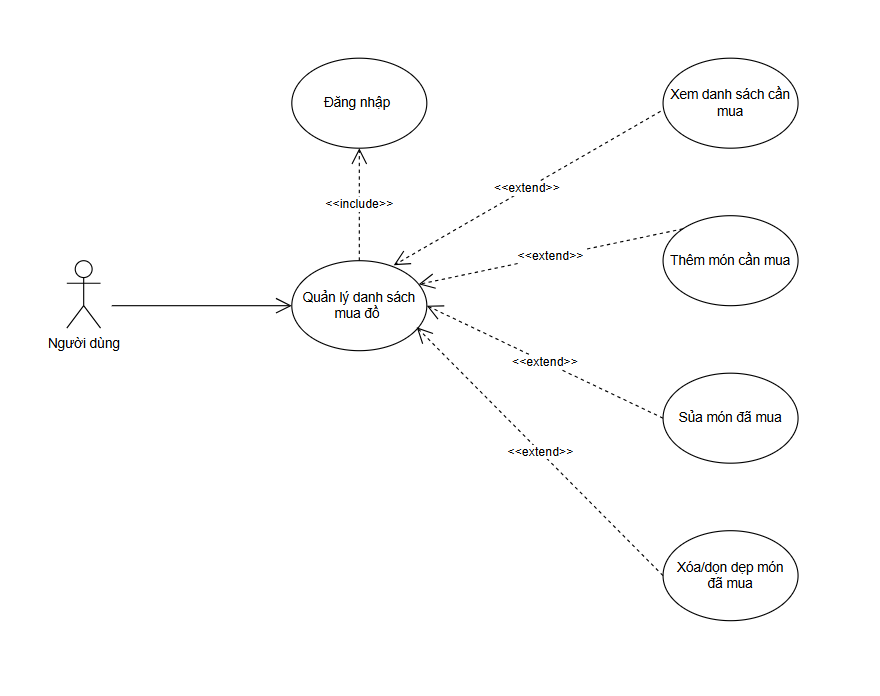 Đăng nhập
Xem danh sách cần
mua
<<extend>>
<<include>>
<<extend>>
Thêm món cần mua
Quản lý danh sách
mua đồ
Người dùng
<<extend>>
Sủa món đã mua
<<extend>>
Xóa/dọn dẹp món
đã mua